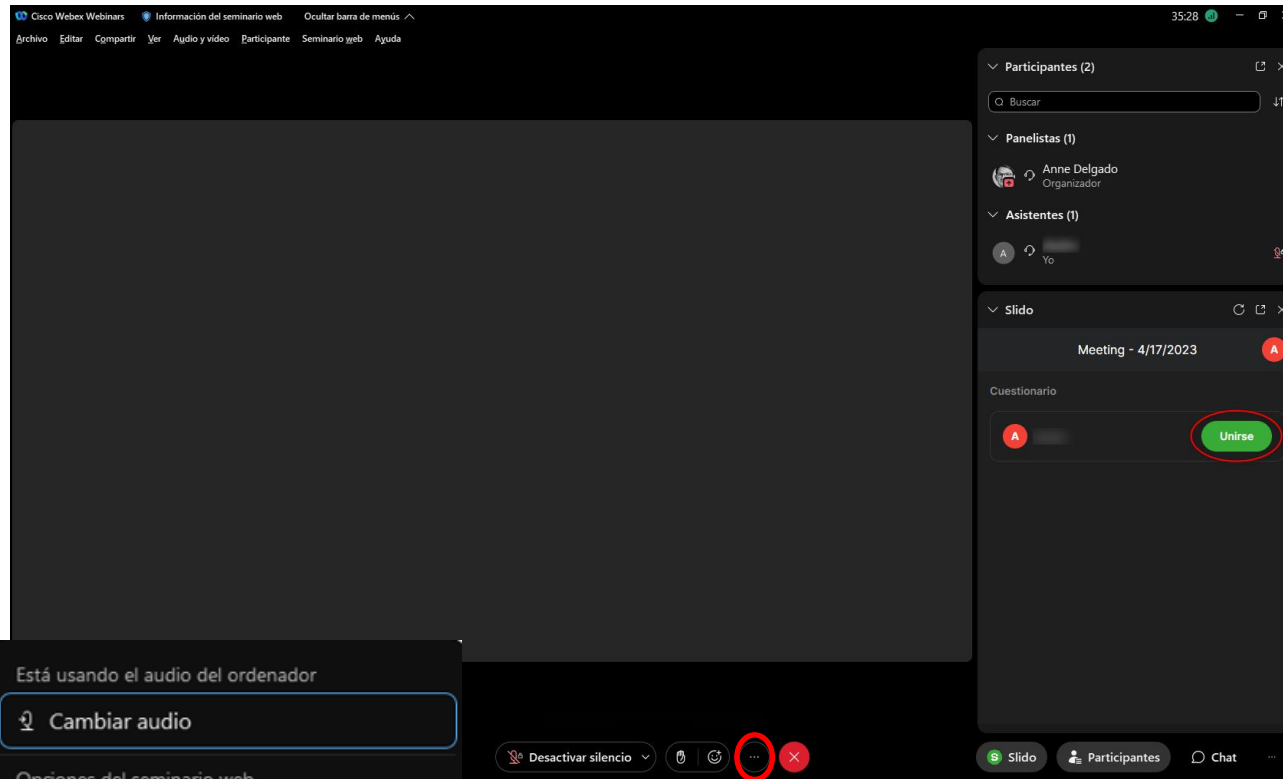 Cisco Webex Webinars Información del seminario web Ocultar barra de menús
35:28
Archivo Editar Compartir Ver Audio y vídeo Participante Seminario web Ayuda
Participantes (2)
Buscar
Panelistas (1)
Anne Delgado
Organizador
Asistentes (1)
A
Yo
Slido
Meeting - 4/17/2023
A
Cuestionario
A
Unirse
Está usando el audio del ordenador
Cambiar audio
Opciones del seminario web
Desactivar silencio
S Slido Participantes Chat